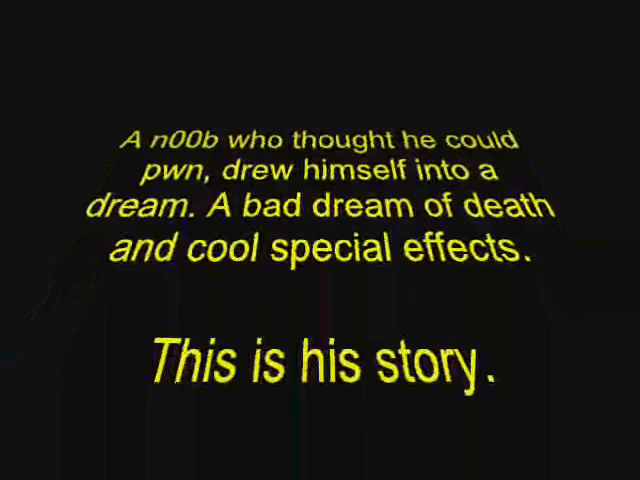 A n00b who thought he could
pwn, drew himself into a
dream. A bad dream of death
and cool special effects.
This is his story.